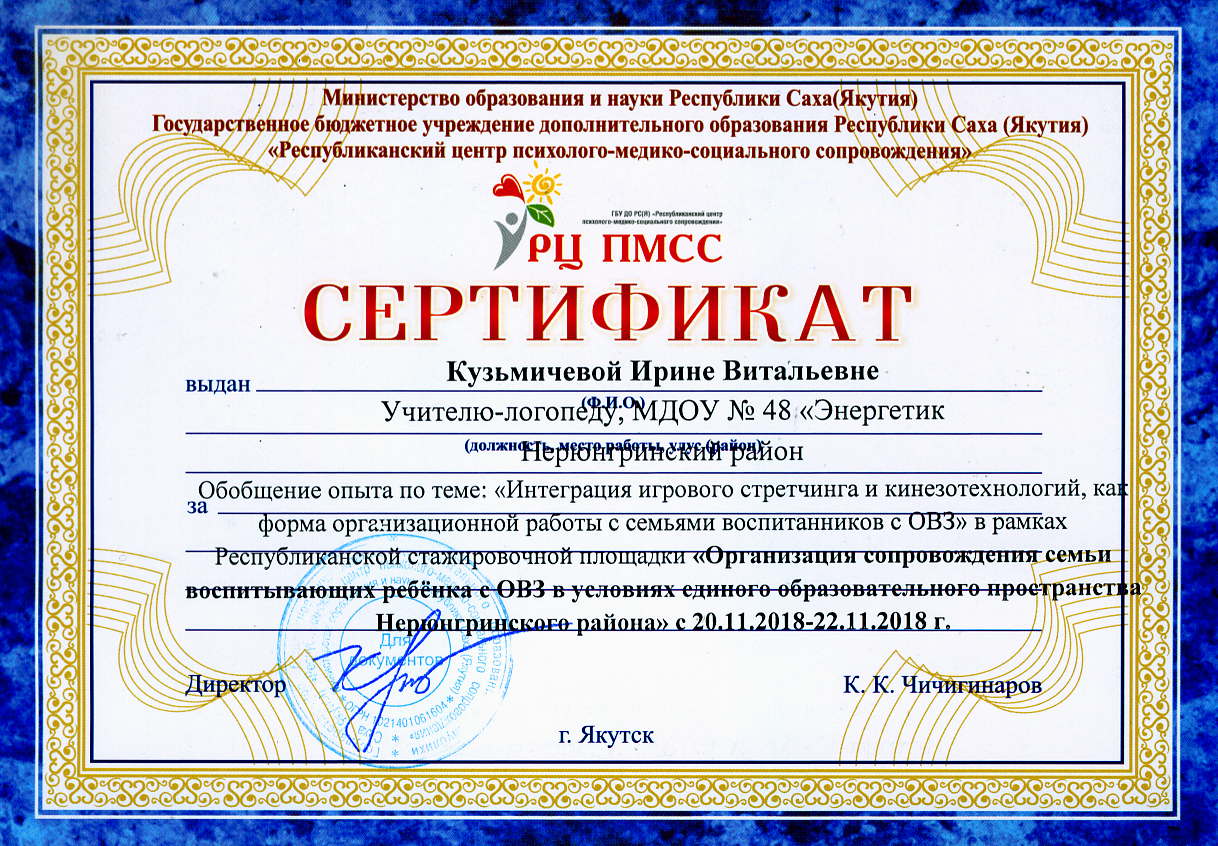 Министерство образования и науки Республики Саха(Якутия)
Государственное бюджетное учреждение дополнительного образования Республики Саха (Якутия)
«Республиканский центр психолого-медико-социального сопровождения»
ГБУ ДО РС(Я) «Республиканский центр
психолого-медико-социального сопровождения»
РЦ ПМСС
СЕРТИФИКАТ
выдан Кузьмичевой Ирине Витальевне
(Ф.И.О.)
Учителю-логопеду, МДОУ № 48 «Энергетик
(должность, место работы, улус (район)
Нерюнгринский район
за Обобщение опыта по теме: «Интеграция игрового стретчинга и кинезотехнологий, как
форма организационной работы с семьями воспитанников с ОВЗ» в рамках
Республиканской стажировочной площадки «Организация сопровождения семьи
воспитывающих ребёнка с ОВЗ в условиях единого образовательного пространства
Нерюнгринского района» с 20.11.2018-22.11.2018 г.
Для
документов
ОГРН 1021401061604
Директор К. К. Чичигинаров
г. Якутск